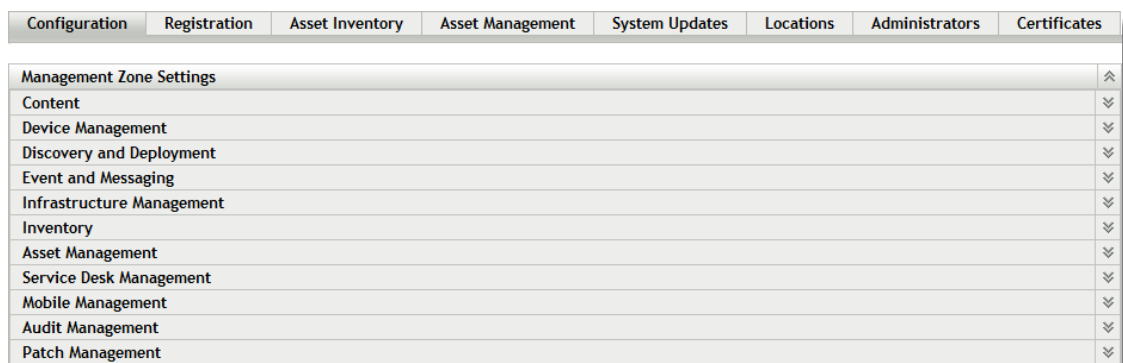 Configuration Registration Asset Inventory Asset Management System Updates Locations Administrators Certificates
Management Zone Settings
Content
Device Management
Discovery and Deployment
Event and Messaging
Infrastructure Management
Inventory
Asset Management
Service Desk Management
Mobile Management
Audit Management
Patch Management